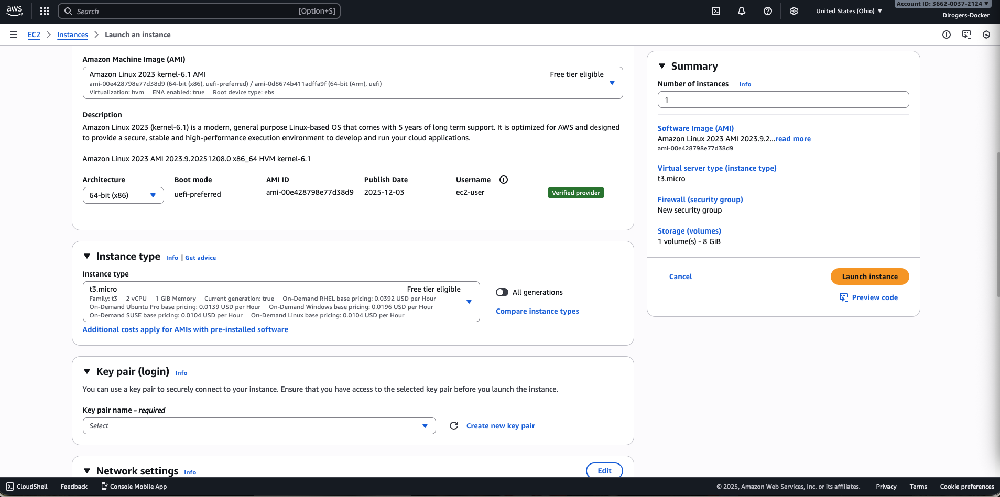 aws
Search
[Option+S]
United States (Ohio)
Account ID: 3662-0037-2124
Dlrogers-Docker
EC2
Instances
Launch an instance
Amazon Machine Image (AMI)
Amazon Linux 2023 kernel-6.1 AMI
Free tier eligible
ami-00e428798e77d38d9 (64-bit (x86), uefi-preferred) / ami-0d8674b411adffa9f (64-bit (Arm), uefi)
Virtualization: hvm ENA enabled: true Root device type: ebs
Description
Amazon Linux 2023 (kernel-6.1) is a modern, general purpose Linux-based OS that comes with 5 years of long term support. It is optimized for AWS and designed
to provide a secure, stable and high-performance execution environment to develop and run your cloud applications.
Amazon Linux 2023 AMI 2023.9.20251208.0 x86_64 HVM kernel-6.1
Architecture Boot mode AMI ID Publish Date Username
64-bit (x86) uefi-preferred ami-00e428798e77d38d9 2025-12-03 ec2-user Verified provider
Instance type Info | Get advice
Instance type
t3.micro
Free tier eligible
Family: t3 2 vCPU 1 GiB Memory Current generation: true On-Demand RHEL base pricing: 0.0392 USD per Hour
On-Demand Ubuntu Pro base pricing: 0.0139 USD per Hour On-Demand Windows base pricing: 0.0196 USD per Hour
On-Demand SUSE base pricing: 0.0104 USD per Hour On-Demand Linux base pricing: 0.0104 USD per Hour
All generations
Compare instance types
Additional costs apply for AMIs with pre-installed software
Key pair (login) Info
You can use a key pair to securely connect to your instance. Ensure that you have access to the selected key pair before you launch the instance.
Key pair name - required
Select
Create new key pair
Network settings Info
Edit
Summary
Number of instances Info
1
Software Image (AMI)
Amazon Linux 2023 AMI 2023.9.2...read more
ami-00e428798e77d38d9
Virtual server type (instance type)
t3.micro
Firewall (security group)
New security group
Storage (volumes)
1 volume(s) - 8 GiB
Cancel
Launch instance
Preview code
CloudShell Feedback Console Mobile App
© 2025, Amazon Web Services, Inc. or its affiliates. Privacy Terms Cookie preferences